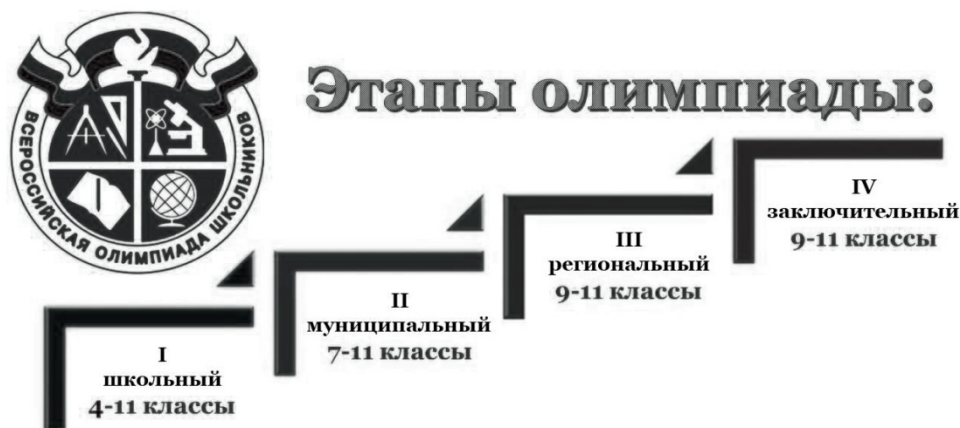 ВСЕРОССИЙСКАЯ ОЛИМПИАДА ШКОЛЬНИКОВ
Этапы олимпиады:
I
школьный
4-11 классы
II
муниципальный
7-11 классы
III
региональный
9-11 классы
IV
заключительный
9-11 классы